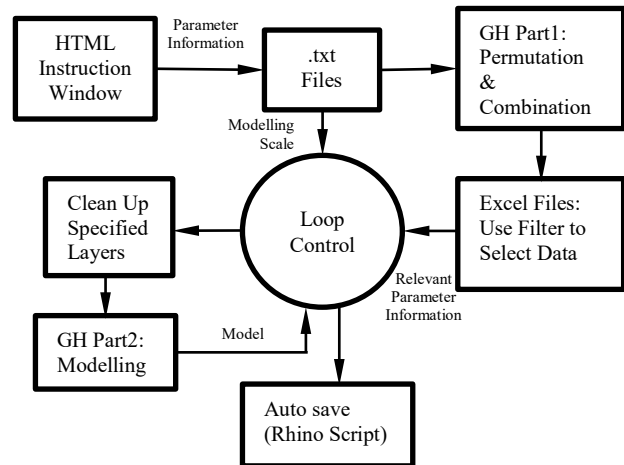 HTML
Instruction
Window
Parameter
Information
.txt
Files
GH Part1:
Permutation
&
Combination
Modelling
Scale
Clean Up
Specified
Layers
Loop
Control
Excel Files:
Use Filter to
Select Data
Relevant
Parameter
Information
GH Part2:
Modelling
Model
Auto save
(Rhino Script)